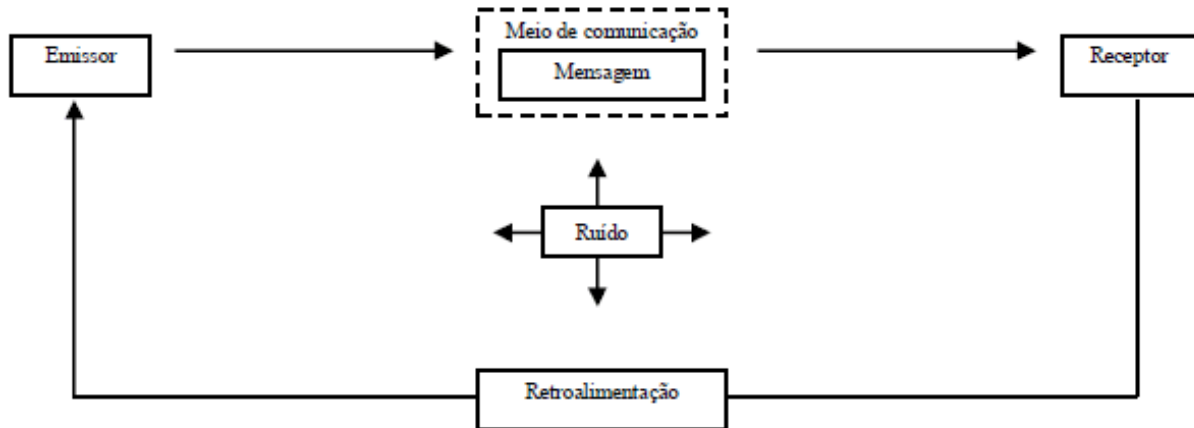 Emissor
Meio de comunicação
Mensagem
Receptor
Ruído
Retroalimentação